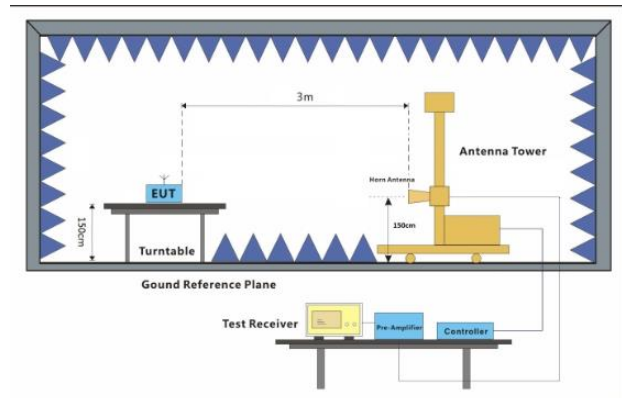 3m
Antenna Tower
Horn Antenna
EUT
150cm
150cm
Turntable
Gound Reference Plane
Test Receiver
Pre-Amplifier
Controller